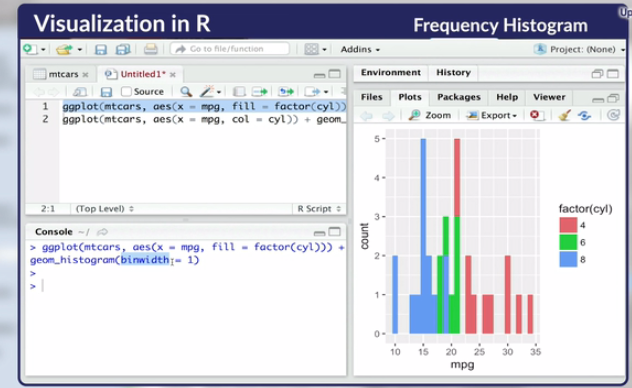 Up
Visualization in R
Frequency Histogram
Go to file/function
Addins
Project: (None)
mtcars
Untitled1*
Source
1 ggplot(mtcars, aes(x = mpg, fill = factor(cyl))
2 ggplot(mtcars, aes(x = mpg, col = cyl)) + geom_
2:1 (Top Level) R Script
Console ~/
> ggplot(mtcars, aes(x = mpg, fill = factor(cyl))) +
geom_histogram(binwidth = 1)
>
>
Environment History
Files Plots Packages Help Viewer
Zoom Export
5
4
3
2
1
0
count
10 15 20 25 30 35
mpg
factor(cyl)
4
6
8